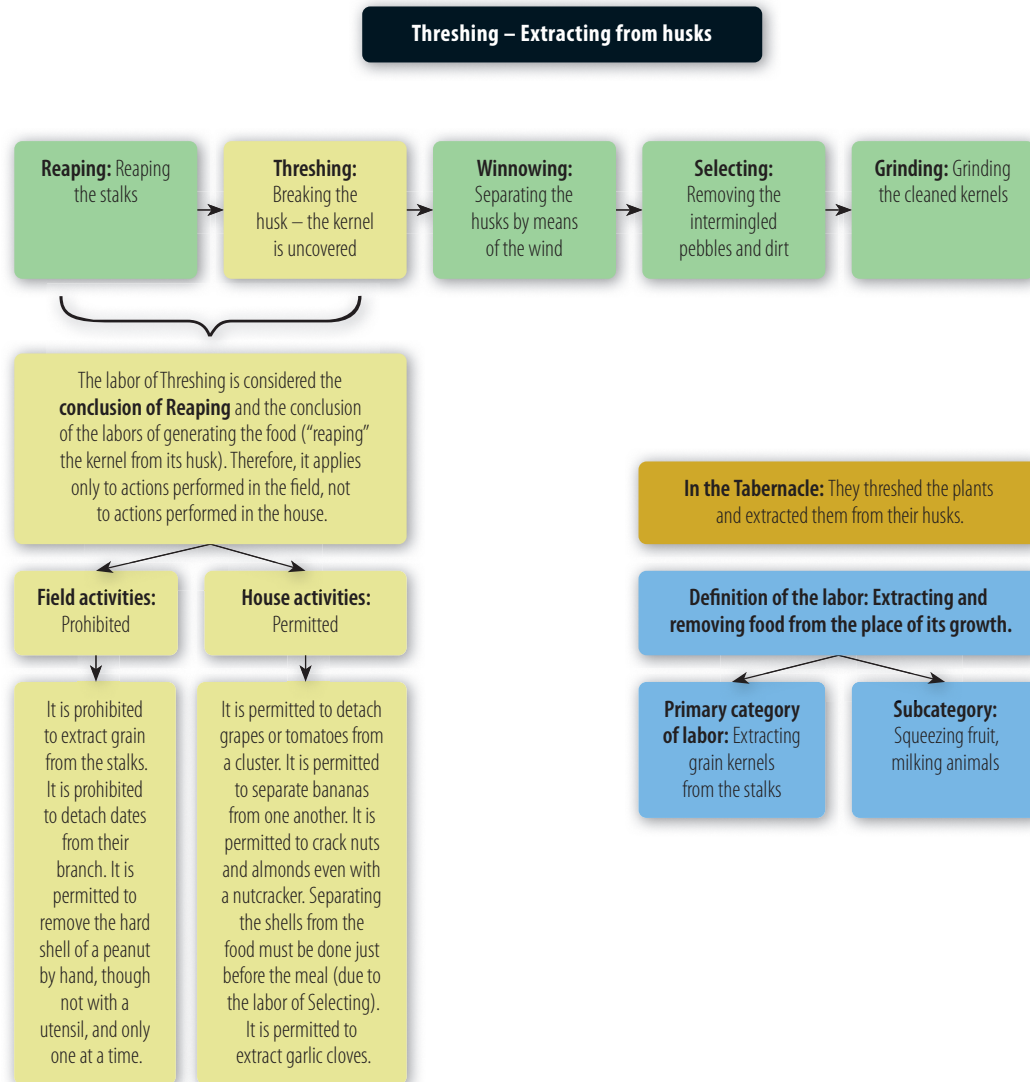 Threshing – Extracting from husks
Reaping: Reaping
the stalks
Threshing:
Breaking the
husk – the kernel
is uncovered
Winnowing:
Separating the
husks by means
of the wind
Selecting:
Removing the
intermingled
pebbles and dirt
Grinding: Grinding
the cleaned kernels
The labor of Threshing is considered the
conclusion of Reaping and the conclusion
of the labors of generating the food (“reaping”
the kernel from its husk). Therefore, it applies
only to actions performed in the field, not
to actions performed in the house.
Field activities:
Prohibited
House activities:
Permitted
It is prohibited
to extract grain
from the stalks.
It is prohibited
to detach dates
from their
branch. It is
permitted to
remove the hard
shell of a peanut
by hand, though
not with a
utensil, and only
one at a time.
It is permitted to detach
grapes or tomatoes from
a cluster. It is permitted
to separate bananas
from one another. It is
permitted to crack nuts
and almonds even with
a nutcracker. Separating
the shells from the
food must be done just
before the meal (due to
the labor of Selecting).
It is permitted to
extract garlic cloves.
In the Tabernacle: They threshed the plants
and extracted them from their husks.
Definition of the labor: Extracting and
removing food from the place of its growth.
Primary category
of labor: Extracting
grain kernels
from the stalks
Subcategory:
Squeezing fruit,
milking animals